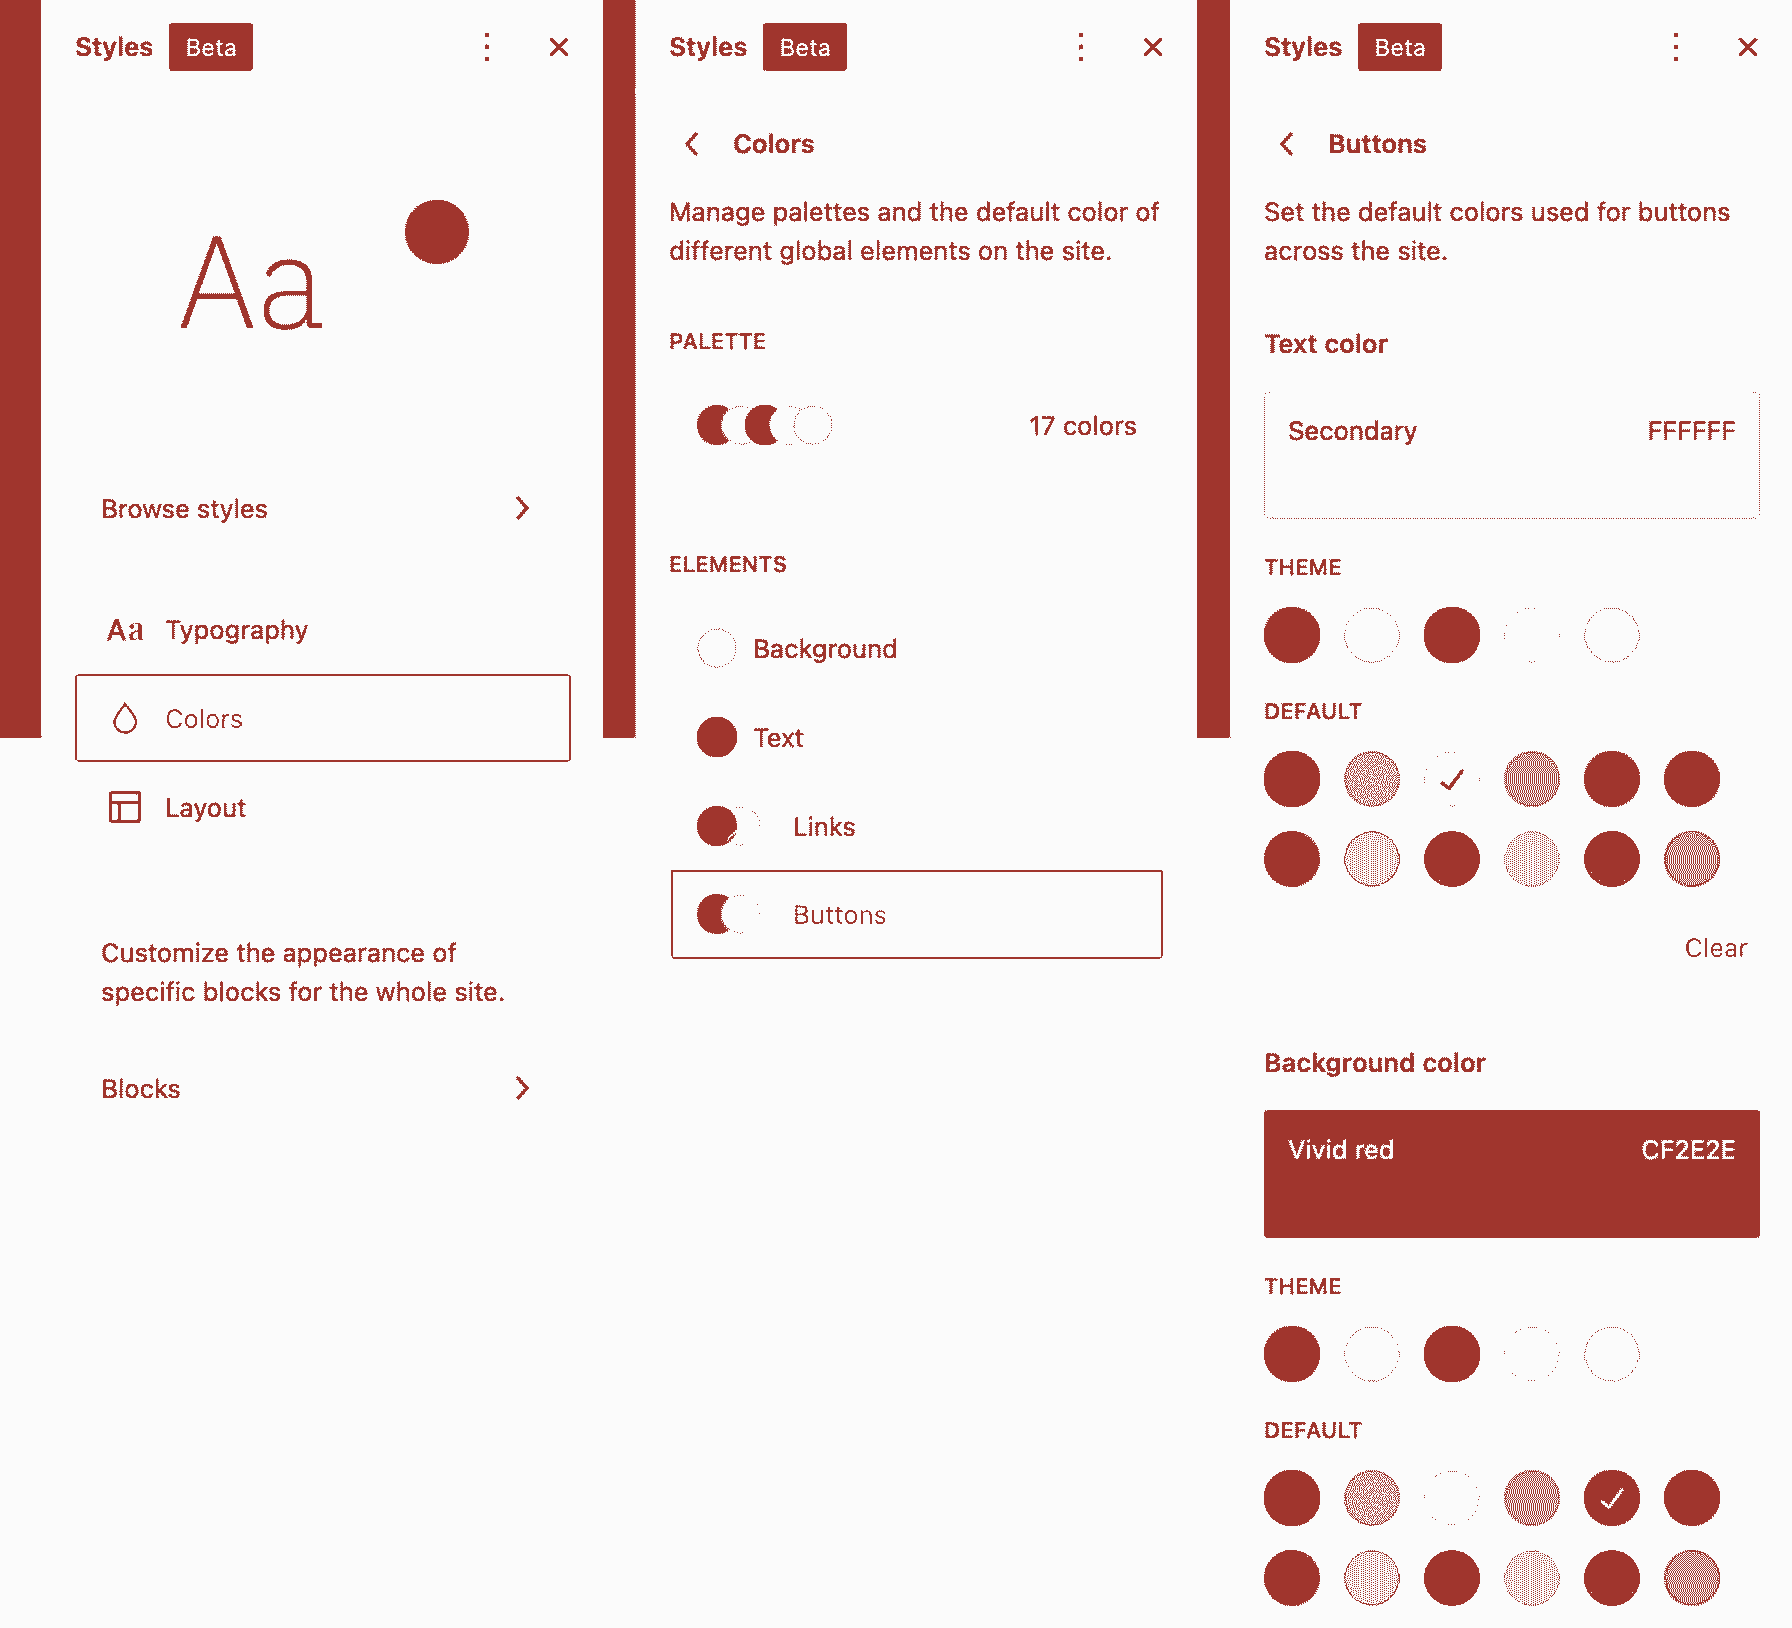 Styles Beta
Aa
Browse styles
Aa Typography
Colors
Layout
Customize the appearance of
specific blocks for the whole site.
Blocks
Styles Beta
Colors
Manage palettes and the default color of
different global elements on the site.
PALETTE
17 colors
ELEMENTS
Background
Text
Links
Buttons
Styles Beta
Buttons
Set the default colors used for buttons
across the site.
Text color
Secondary FFFFFF
THEME
DEFAULT
Clear
Background color
Vivid red CF2E2E
THEME
DEFAULT